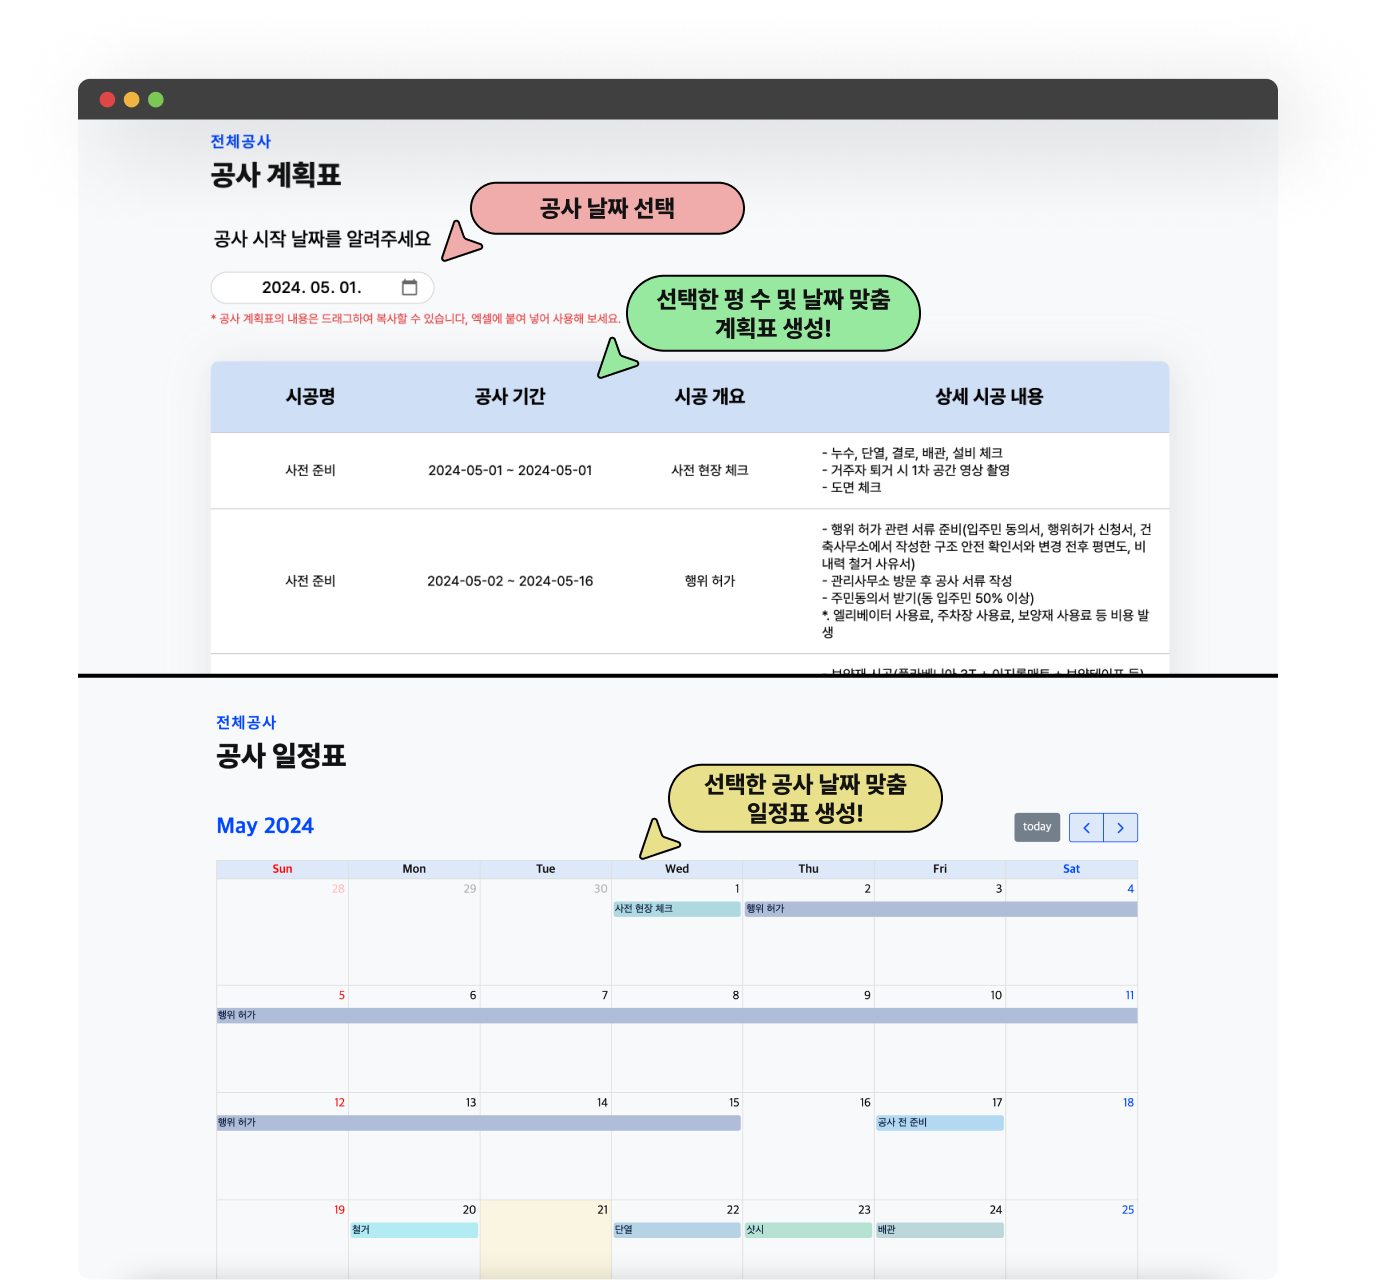 전체공사
공사 계획표
공사 날짜 선택
공사 시작 날짜를 알려주세요
2024. 05. 01.
* 공사 계획표의 내용은 드래그하여 복사할 수 있습니다, 엑셀에 붙여 넣어 사용해 보세요.
선택한 평 수 및 날짜 맞춤
계획표 생성!
시공명 공사 기간 시공 개요 상세 시공 내용
사전 준비 2024-05-01 ~ 2024-05-01 사전 현장 체크
- 누수, 단열, 결로, 배관, 설비 체크
- 거주자 퇴거 시 1차 공간 영상 촬영
- 도면 체크
사전 준비 2024-05-02 ~ 2024-05-16 행위 허가
- 행위 허가 관련 서류 준비(입주민 동의서, 행위허가 신청서, 건
축사무소에서 작성한 구조 안전 확인서와 변경 전후 평면도, 비
내력 철거 사유서)
- 관리사무소 방문 후 공사 서류 작성
- 주민동의서 받기(동 입주민 50% 이상)
*. 엘리베이터 사용료, 주차장 사용료, 보양재 사용료 등 비용 발
생
전체공사
공사 일정표
선택한 공사 날짜 맞춤
일정표 생성!
May 2024
today
Sun Mon Tue Wed Thu Fri Sat
28 29 30 1 2 3 4
사전 현장 체크 행위 허가
5 6 7 8 9 10 11
행위 허가
12 13 14 15 16 17 18
행위 허가 공사 전 준비
19 20 21 22 23 24 25
철거 단열 샷시 배관